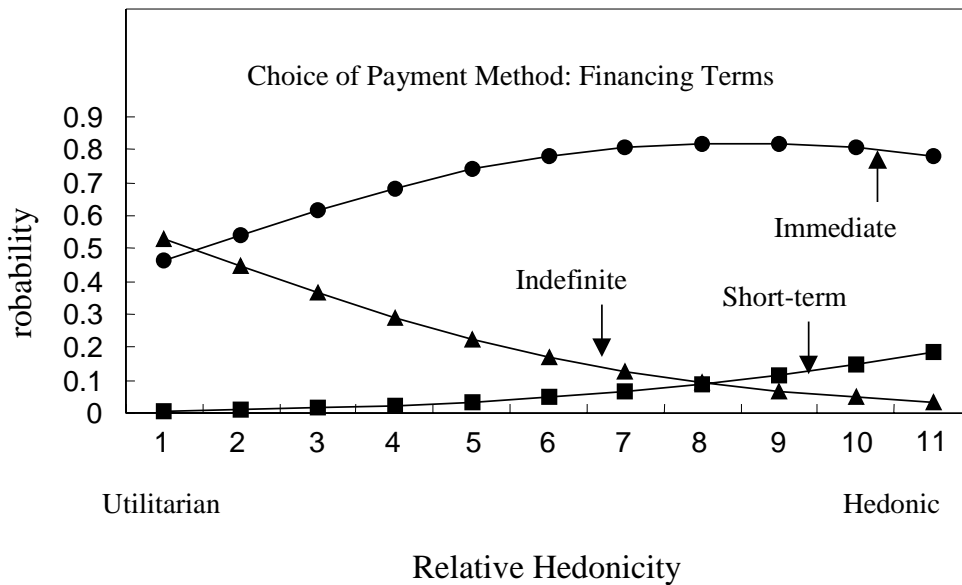 Choice of Payment Method: Financing Terms
0.9
0.8
0.7
0.6
0.5
0.4
0.3
0.2
0.1
0
robability
Immediate
Indefinite
Short-term
1 2 3 4 5 6 7 8 9 10 11
Utilitarian Hedonic
Relative Hedonicity